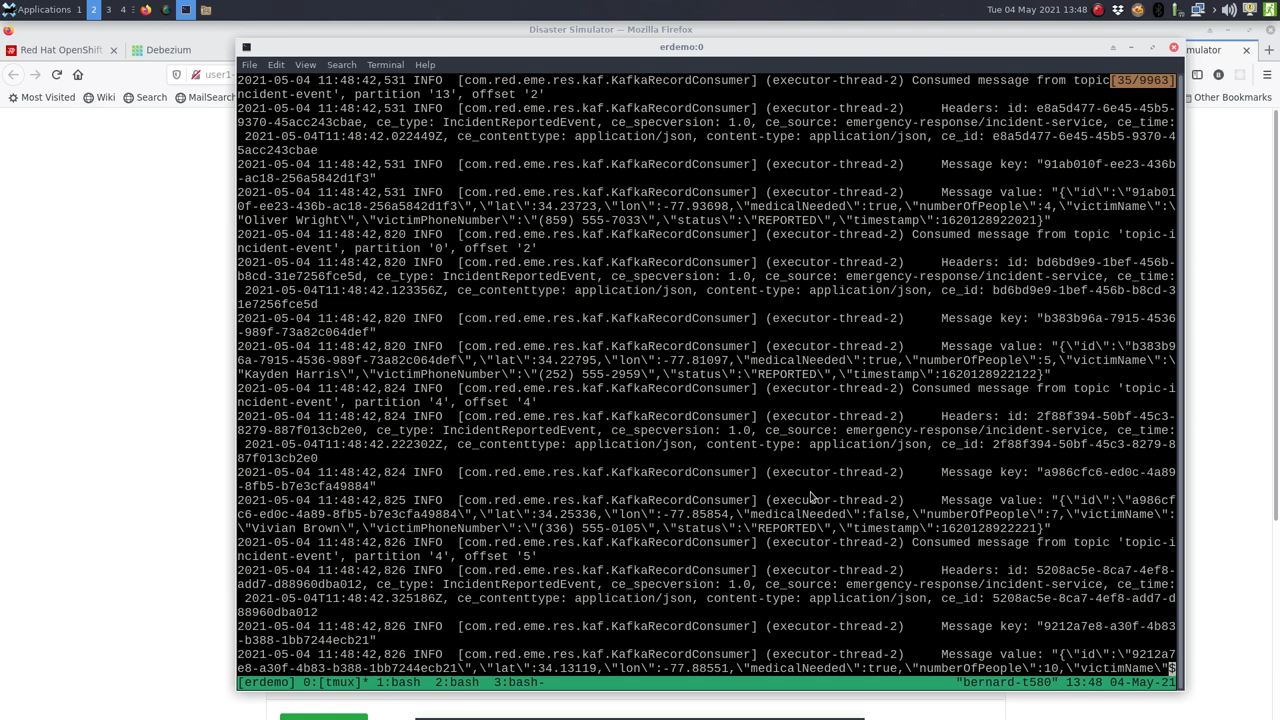 Applications 1 2 3 4 Tue 04 May 2021 13:48
Disaster Simulator — Mozilla Firefox
Red Hat OpenShift Debezium mulator
erdemo:0
user1-
File Edit View Search Terminal Help
Most Visited Wiki Search MailSearch Other Bookmarks
2021-05-04 11:48:42,531 INFO [com.red.eme.res.kaf.KafkaRecordConsumer] (executor-thread-2) Consumed message from topic[35/9963]
ncident-event', partition '13', offset '2'
2021-05-04 11:48:42,531 INFO [com.red.eme.res.kaf.KafkaRecordConsumer] (executor-thread-2) Headers: id: e8a5d477-6e45-45b5-
9370-45acc243cbae, ce_type: IncidentReportedEvent, ce_specversion: 1.0, ce_source: emergency-response/incident-service, ce_time:
2021-05-04T11:48:42.022449Z, ce_contenttype: application/json, content-type: application/json, ce_id: e8a5d477-6e45-45b5-9370-4
5acc243cbae
2021-05-04 11:48:42,531 INFO [com.red.eme.res.kaf.KafkaRecordConsumer] (executor-thread-2) Message key: "91ab010f-ee23-436b
-ac18-256a5842d1f3"
2021-05-04 11:48:42,531 INFO [com.red.eme.res.kaf.KafkaRecordConsumer] (executor-thread-2) Message value: "{\"id\":\"91ab01
0f-ee23-436b-ac18-256a5842d1f3\",\"lat\":34.23723,\"lon\":-77.93698,\"medicalNeeded\":true,\"numberOfPeople\":4,\"victimName\":\
"Oliver Wright\",\"victimPhoneNumber\":\"(859) 555-7033\",\"status\":\"REPORTED\",\"timestamp\":1620128922021}"
2021-05-04 11:48:42,820 INFO [com.red.eme.res.kaf.KafkaRecordConsumer] (executor-thread-2) Consumed message from topic 'topic-i
ncident-event', partition '0', offset '2'
2021-05-04 11:48:42,820 INFO [com.red.eme.res.kaf.KafkaRecordConsumer] (executor-thread-2) Headers: id: bd6bd9e9-1bef-456b-
b8cd-31e7256fce5d, ce_type: IncidentReportedEvent, ce_specversion: 1.0, ce_source: emergency-response/incident-service, ce_time:
2021-05-04T11:48:42.123356Z, ce_contenttype: application/json, content-type: application/json, ce_id: bd6bd9e9-1bef-456b-b8cd-3
1e7256fce5d
2021-05-04 11:48:42,820 INFO [com.red.eme.res.kaf.KafkaRecordConsumer] (executor-thread-2) Message key: "b383b96a-7915-4536
-989f-73a82c064def"
2021-05-04 11:48:42,820 INFO [com.red.eme.res.kaf.KafkaRecordConsumer] (executor-thread-2) Message value: "{\"id\":\"b383b9
6a-7915-4536-989f-73a82c064def\",\"lat\":34.22795,\"lon\":-77.81097,\"medicalNeeded\":true,\"numberOfPeople\":5,\"victimName\":\
"Kayden Harris\",\"victimPhoneNumber\":\"(252) 555-2959\",\"status\":\"REPORTED\",\"timestamp\":1620128922122}"
2021-05-04 11:48:42,824 INFO [com.red.eme.res.kaf.KafkaRecordConsumer] (executor-thread-2) Consumed message from topic 'topic-i
ncident-event', partition '4', offset '4'
2021-05-04 11:48:42,824 INFO [com.red.eme.res.kaf.KafkaRecordConsumer] (executor-thread-2) Headers: id: 2f88f394-50bf-45c3-
8279-887f013cb2e0, ce_type: IncidentReportedEvent, ce_specversion: 1.0, ce_source: emergency-response/incident-service, ce_time:
2021-05-04T11:48:42.222302Z, ce_contenttype: application/json, content-type: application/json, ce_id: 2f88f394-50bf-45c3-8279-8
87f013cb2e0
2021-05-04 11:48:42,824 INFO [com.red.eme.res.kaf.KafkaRecordConsumer] (executor-thread-2) Message key: "a986cfc6-ed0c-4a89
-8fb5-b7e3cfa49884"
2021-05-04 11:48:42,825 INFO [com.red.eme.res.kaf.KafkaRecordConsumer] (executor-thread-2) Message value: "{\"id\":\"a986cf
c6-ed0c-4a89-8fb5-b7e3cfa49884\",\"lat\":34.25336,\"lon\":-77.85854,\"medicalNeeded\":false,\"numberOfPeople\":7,\"victimName\":
\"Vivian Brown\",\"victimPhoneNumber\":\"(336) 555-0105\",\"status\":\"REPORTED\",\"timestamp\":1620128922221}"
2021-05-04 11:48:42,826 INFO [com.red.eme.res.kaf.KafkaRecordConsumer] (executor-thread-2) Consumed message from topic 'topic-i
ncident-event', partition '4', offset '5'
2021-05-04 11:48:42,826 INFO [com.red.eme.res.kaf.KafkaRecordConsumer] (executor-thread-2) Headers: id: 5208ac5e-8ca7-4ef8-
add7-d88960dba012, ce_type: IncidentReportedEvent, ce_specversion: 1.0, ce_source: emergency-response/incident-service, ce_time:
2021-05-04T11:48:42.325186Z, ce_contenttype: application/json, content-type: application/json, ce_id: 5208ac5e-8ca7-4ef8-add7-d
88960dba012
2021-05-04 11:48:42,826 INFO [com.red.eme.res.kaf.KafkaRecordConsumer] (executor-thread-2) Message key: "9212a7e8-a30f-4b83
-b388-1bb7244ecb21"
2021-05-04 11:48:42,826 INFO [com.red.eme.res.kaf.KafkaRecordConsumer] (executor-thread-2) Message value: "{\"id\":\"9212a7
e8-a30f-4b83-b388-1bb7244ecb21\",\"lat\":34.13119,\"lon\":-77.88551,\"medicalNeeded\":true,\"numberOfPeople\":10,\"victimName\"$
[erdemo] 0:[tmux]* 1:bash 2:bash 3:bash- "bernard-t580" 13:48 04-May-21